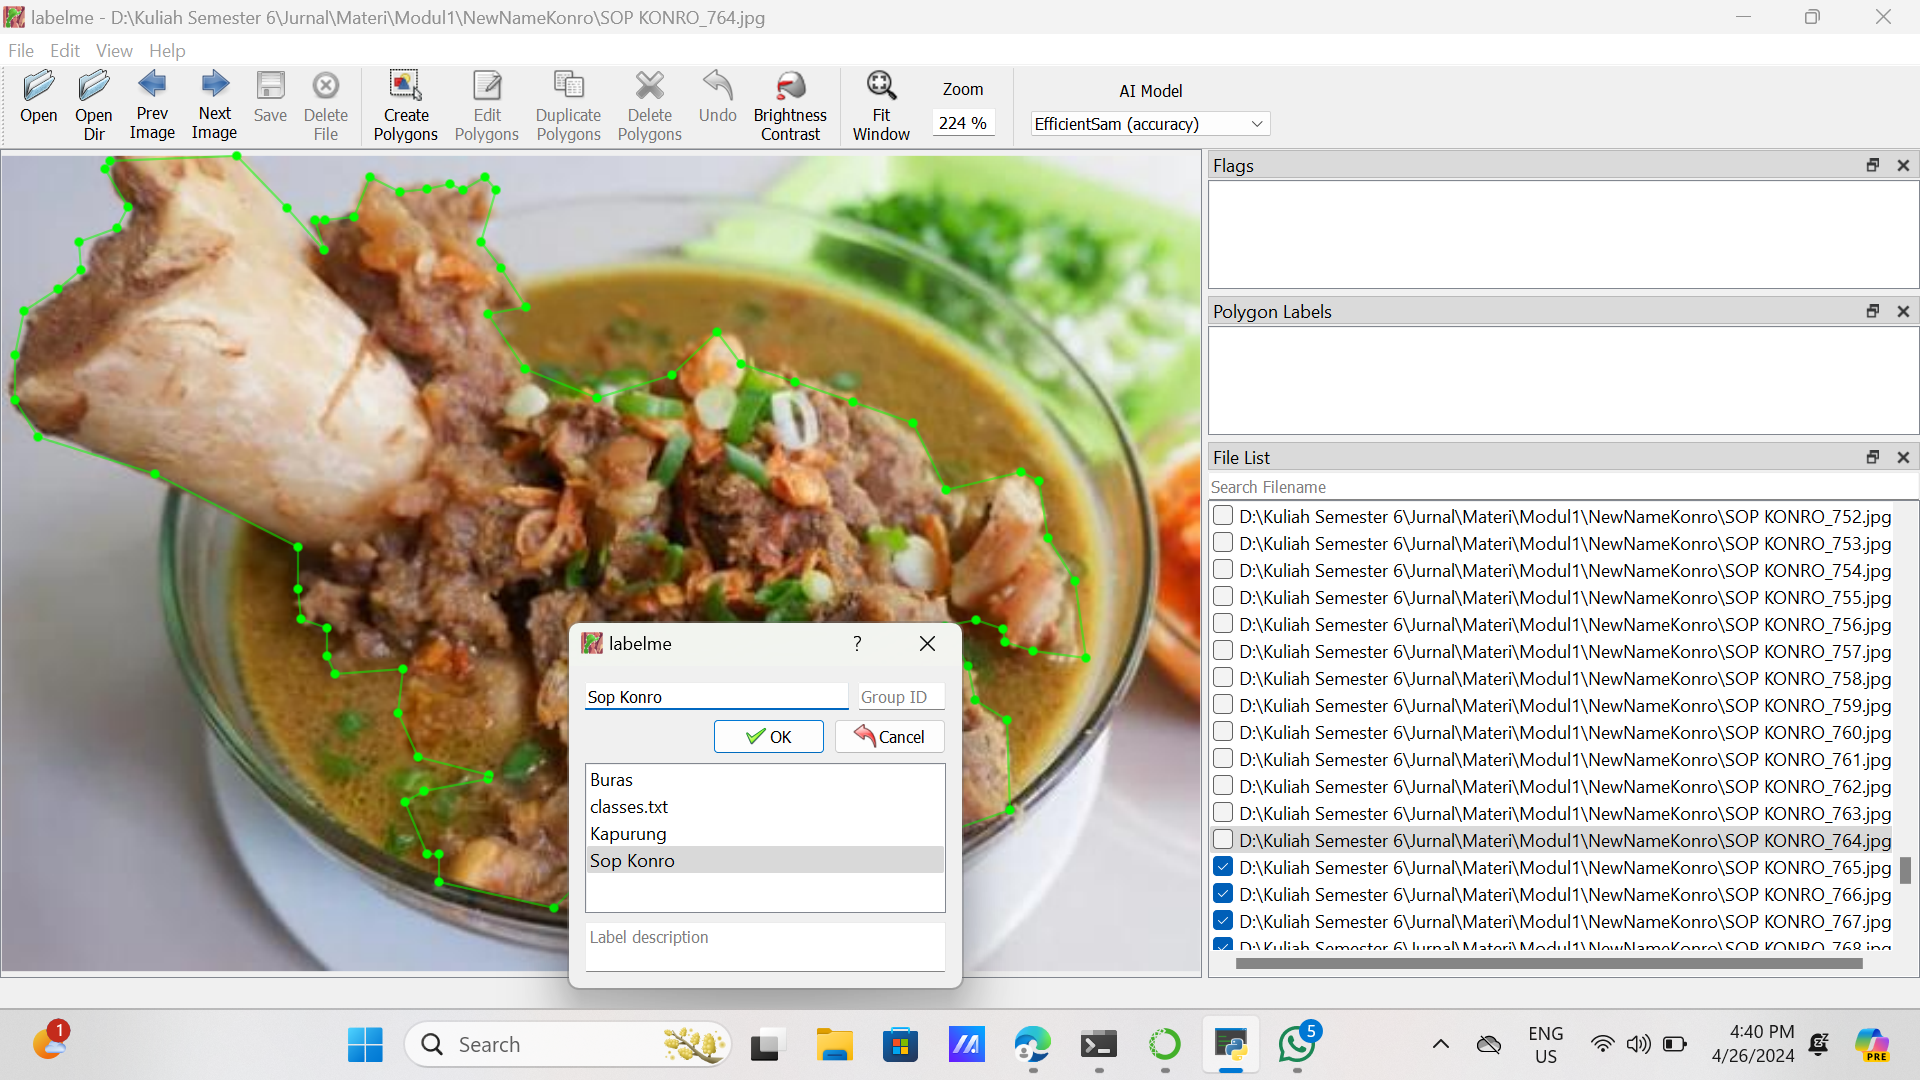 labelme - D:\Kuliah Semester 6\Jurnal\Materi\Modul1\NewNameKonro\SOP KONRO_764.jpg
File Edit View Help
Open
Open Dir
Prev Image
Next Image
Save
Delete File
Create Polygons
Edit Polygons
Duplicate Polygons
Delete Polygons
Undo
Brightness Contrast
Fit Window
Zoom
224 %
AI Model
EfficientSam (accuracy)
Flags
Polygon Labels
File List
Search Filename
D:\Kuliah Semester 6\Jurnal\Materi\Modul1\NewNameKonro\SOP KONRO_752.jpg
D:\Kuliah Semester 6\Jurnal\Materi\Modul1\NewNameKonro\SOP KONRO_753.jpg
D:\Kuliah Semester 6\Jurnal\Materi\Modul1\NewNameKonro\SOP KONRO_754.jpg
D:\Kuliah Semester 6\Jurnal\Materi\Modul1\NewNameKonro\SOP KONRO_755.jpg
D:\Kuliah Semester 6\Jurnal\Materi\Modul1\NewNameKonro\SOP KONRO_756.jpg
D:\Kuliah Semester 6\Jurnal\Materi\Modul1\NewNameKonro\SOP KONRO_757.jpg
D:\Kuliah Semester 6\Jurnal\Materi\Modul1\NewNameKonro\SOP KONRO_758.jpg
D:\Kuliah Semester 6\Jurnal\Materi\Modul1\NewNameKonro\SOP KONRO_759.jpg
D:\Kuliah Semester 6\Jurnal\Materi\Modul1\NewNameKonro\SOP KONRO_760.jpg
D:\Kuliah Semester 6\Jurnal\Materi\Modul1\NewNameKonro\SOP KONRO_761.jpg
D:\Kuliah Semester 6\Jurnal\Materi\Modul1\NewNameKonro\SOP KONRO_762.jpg
D:\Kuliah Semester 6\Jurnal\Materi\Modul1\NewNameKonro\SOP KONRO_763.jpg
D:\Kuliah Semester 6\Jurnal\Materi\Modul1\NewNameKonro\SOP KONRO_764.jpg
D:\Kuliah Semester 6\Jurnal\Materi\Modul1\NewNameKonro\SOP KONRO_765.jpg
D:\Kuliah Semester 6\Jurnal\Materi\Modul1\NewNameKonro\SOP KONRO_766.jpg
D:\Kuliah Semester 6\Jurnal\Materi\Modul1\NewNameKonro\SOP KONRO_767.jpg
D:\Kuliah Semester 6\Jurnal\Materi\Modul1\NewNameKonro\SOP KONRO_768.jpg
labelme ?
Sop Konro
Group ID
OK
Cancel
Buras
classes.txt
Kapurung
Sop Konro
Label description
1
Search
PRE
5
ENG
US
4:40 PM
4/26/2024